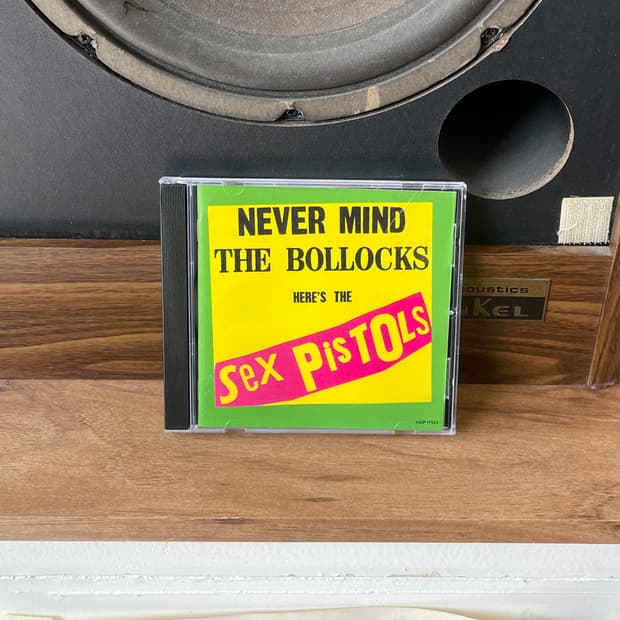 NEVER MIND
THE BOLLOCKS
HERE'S THE
Sex PisTOLs